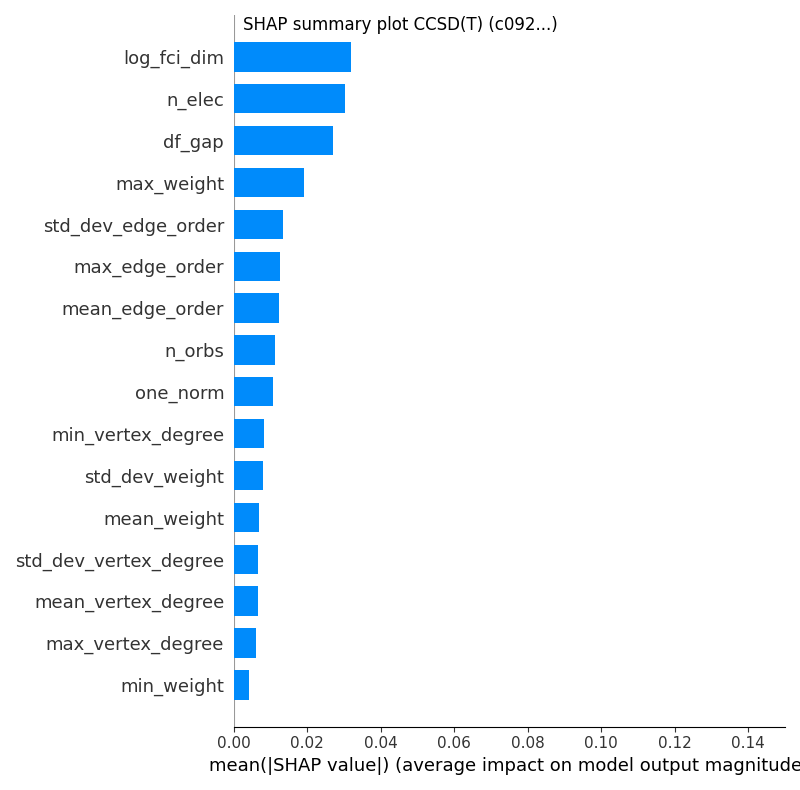 SHAP summary plot CCSD(T) (c092...)
log_fci_dim
n_elec
df_gap
max_weight
std_dev_edge_order
max_edge_order
mean_edge_order
n_orbs
one_norm
min_vertex_degree
std_dev_weight
mean_weight
std_dev_vertex_degree
mean_vertex_degree
max_vertex_degree
min_weight
0.00 0.02 0.04 0.06 0.08 0.10 0.12 0.14
mean(|SHAP value|) (average impact on model output magnitude